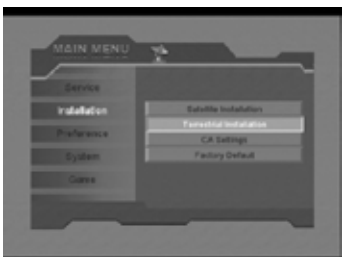 MAIN MENU
Service
Installation
Preference
System
Game
Satellite Installation
Terrestrial Installation
CA Settings
Factory Default